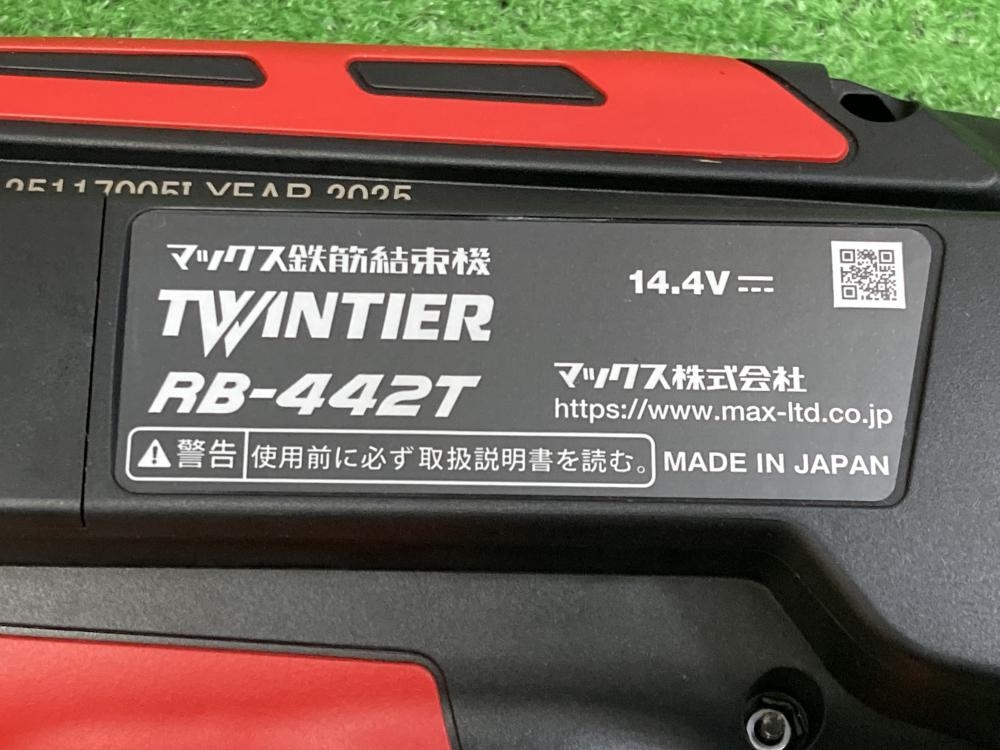 YEAR 2025
マックス鉄筋結束機
TWINTIER
RB-442T
14.4V⎓
マックス株式会社
https://www.max-ltd.co.jp
警告 使用前に必ず取扱説明書を読む。
MADE IN JAPAN